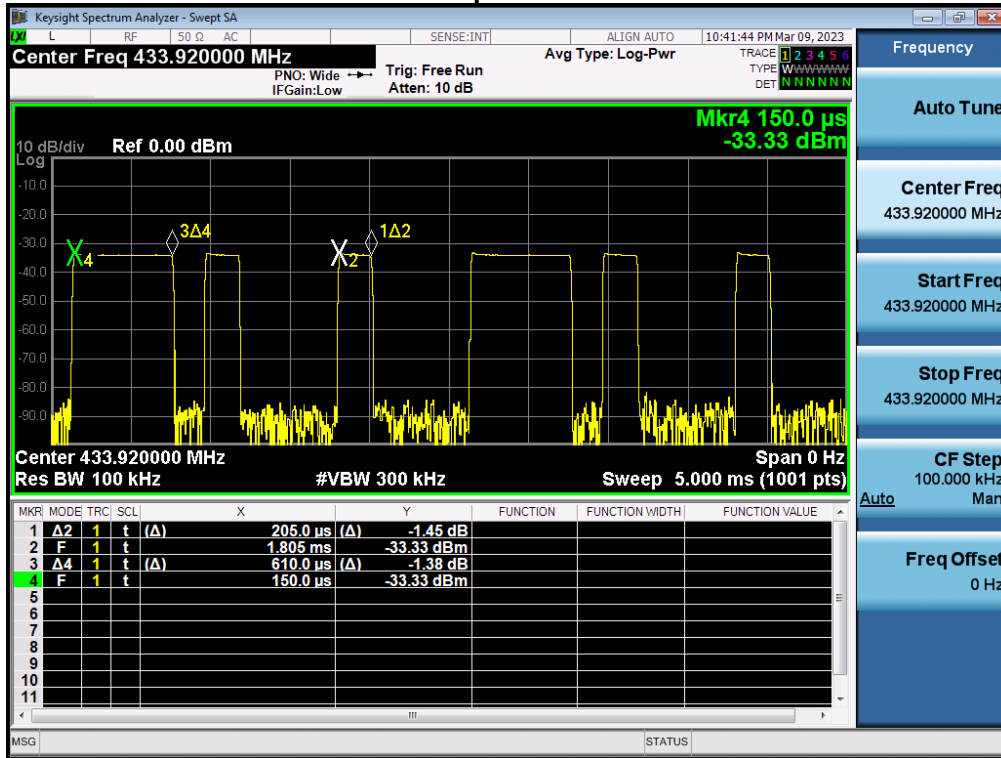 Keysight Spectrum Analyzer - Swept SA
LXI L RF 50 Ω AC SENSE:INT ALIGN AUTO 10:41:44 PM Mar 09, 2023
Center Freq 433.920000 MHz
PNO: Wide
IFGain:Low
Trig: Free Run
Atten: 10 dB
Avg Type: Log-Pwr
TRACE 1 2 3 4 5 6
TYPE WWWWWW
DET N N N N N N
Mkr4 150.0 µs
-33.33 dBm
10 dB/div
Log
Ref 0.00 dBm
-10.0
-20.0
-30.0
-40.0
-50.0
-60.0
-70.0
-80.0
-90.0
4
3Δ4
2
1Δ2
Center 433.920000 MHz Span 0 Hz
Res BW 100 kHz #VBW 300 kHz Sweep 5.000 ms (1001 pts)
MKR MODE TRC SCL X Y FUNCTION FUNCTION WIDTH FUNCTION VALUE
1 Δ2 1 t (Δ) 205.0 µs (Δ) -1.45 dB
2 F 1 t 1.805 ms -33.33 dBm
3 Δ4 1 t (Δ) 610.0 µs (Δ) -1.38 dB
4 F 1 t 150.0 µs -33.33 dBm
5
6
7
8
9
10
11
MSG STATUS
Frequency
Auto Tune
Center Freq
433.920000 MHz
Start Freq
433.920000 MHz
Stop Freq
433.920000 MHz
CF Step
100.000 kHz
Auto Man
Freq Offset
0 Hz